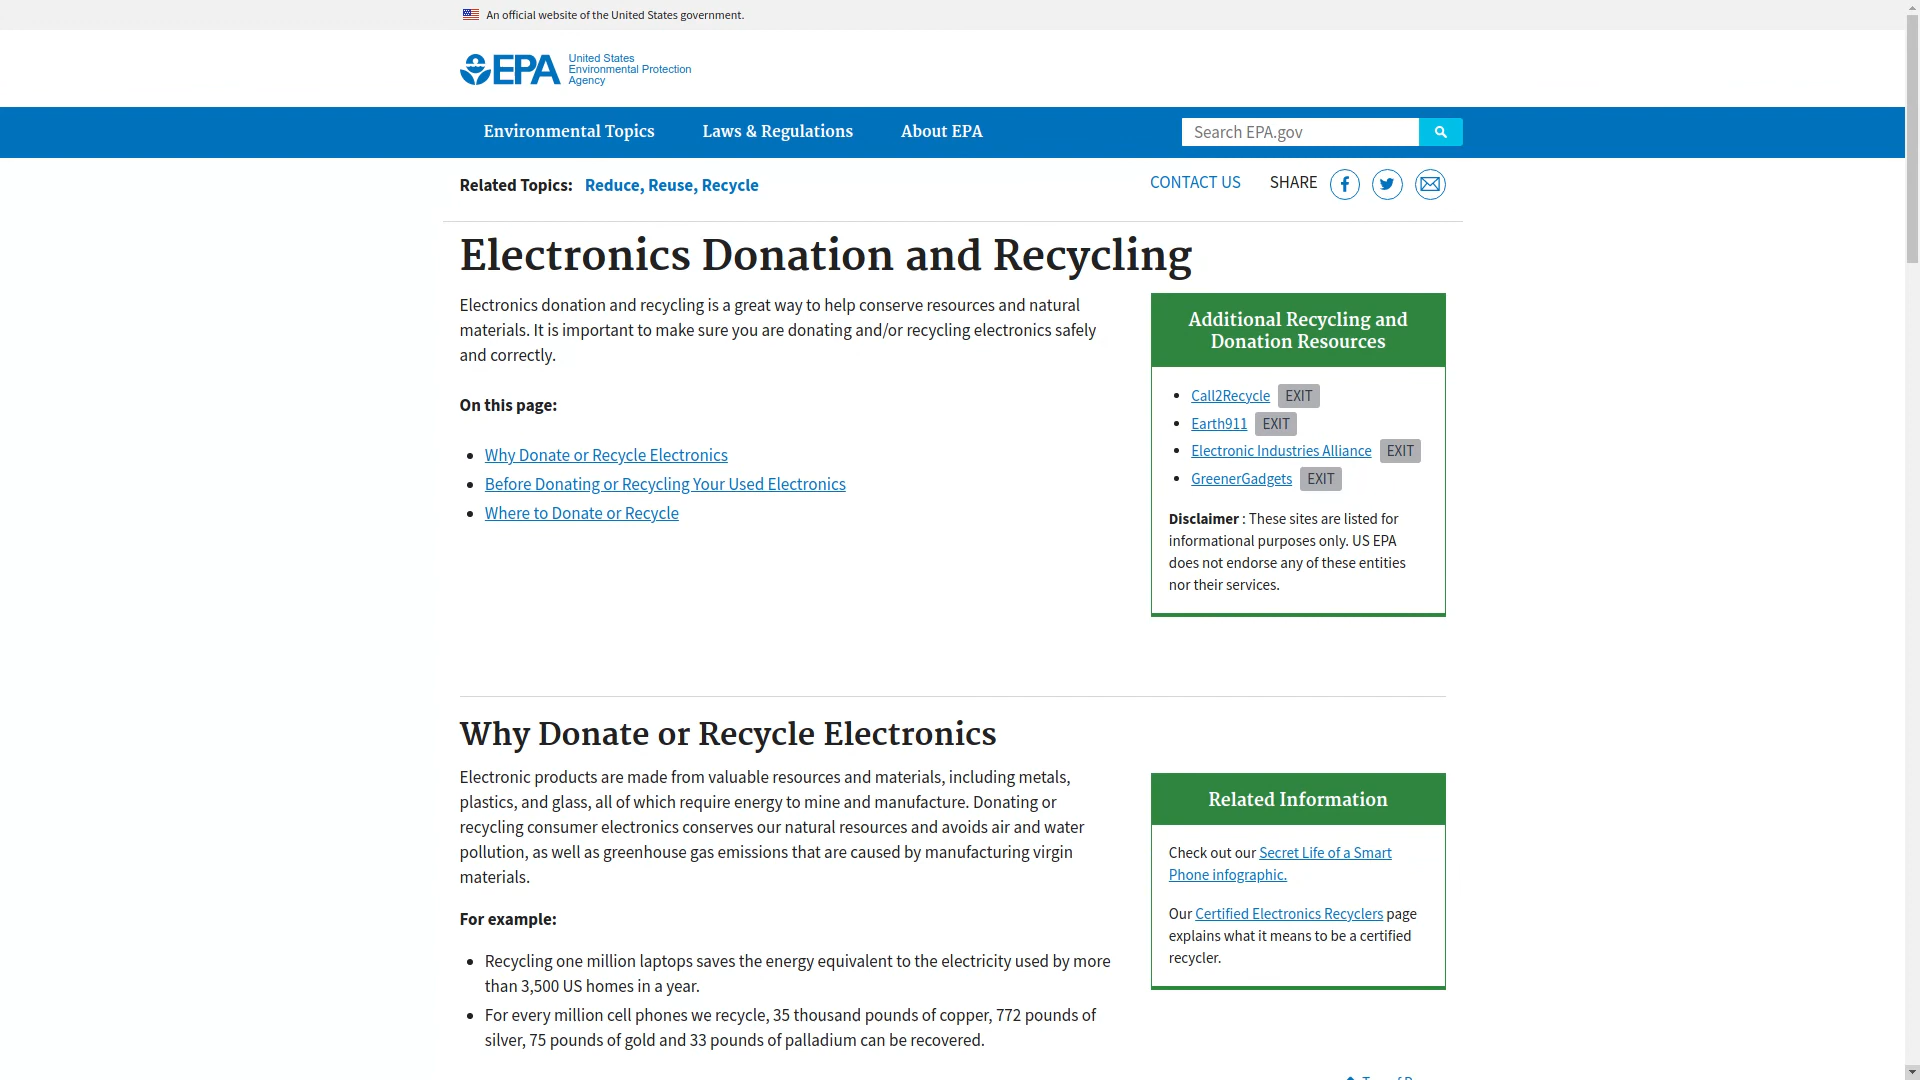 An official website of the United States government.
EPA
United States
Environmental Protection
Agency
Environmental Topics
Laws & Regulations
About EPA
Search EPA.gov
Related Topics: Reduce, Reuse, Recycle
CONTACT US
SHARE
Electronics Donation and Recycling
Electronics donation and recycling is a great way to help conserve resources and natural
materials. It is important to make sure you are donating and/or recycling electronics safely
and correctly.
On this page:
Why Donate or Recycle Electronics
Before Donating or Recycling Your Used Electronics
Where to Donate or Recycle
Additional Recycling and
Donation Resources
Call2Recycle EXIT
Earth911 EXIT
Electronic Industries Alliance EXIT
GreenerGadgets EXIT
Disclaimer : These sites are listed for
informational purposes only. US EPA
does not endorse any of these entities
nor their services.
Why Donate or Recycle Electronics
Electronic products are made from valuable resources and materials, including metals,
plastics, and glass, all of which require energy to mine and manufacture. Donating or
recycling consumer electronics conserves our natural resources and avoids air and water
pollution, as well as greenhouse gas emissions that are caused by manufacturing virgin
materials.
For example:
Recycling one million laptops saves the energy equivalent to the electricity used by more
than 3,500 US homes in a year.
For every million cell phones we recycle, 35 thousand pounds of copper, 772 pounds of
silver, 75 pounds of gold and 33 pounds of palladium can be recovered.
Related Information
Check out our Secret Life of a Smart
Phone infographic.
Our Certified Electronics Recyclers page
explains what it means to be a certified
recycler.